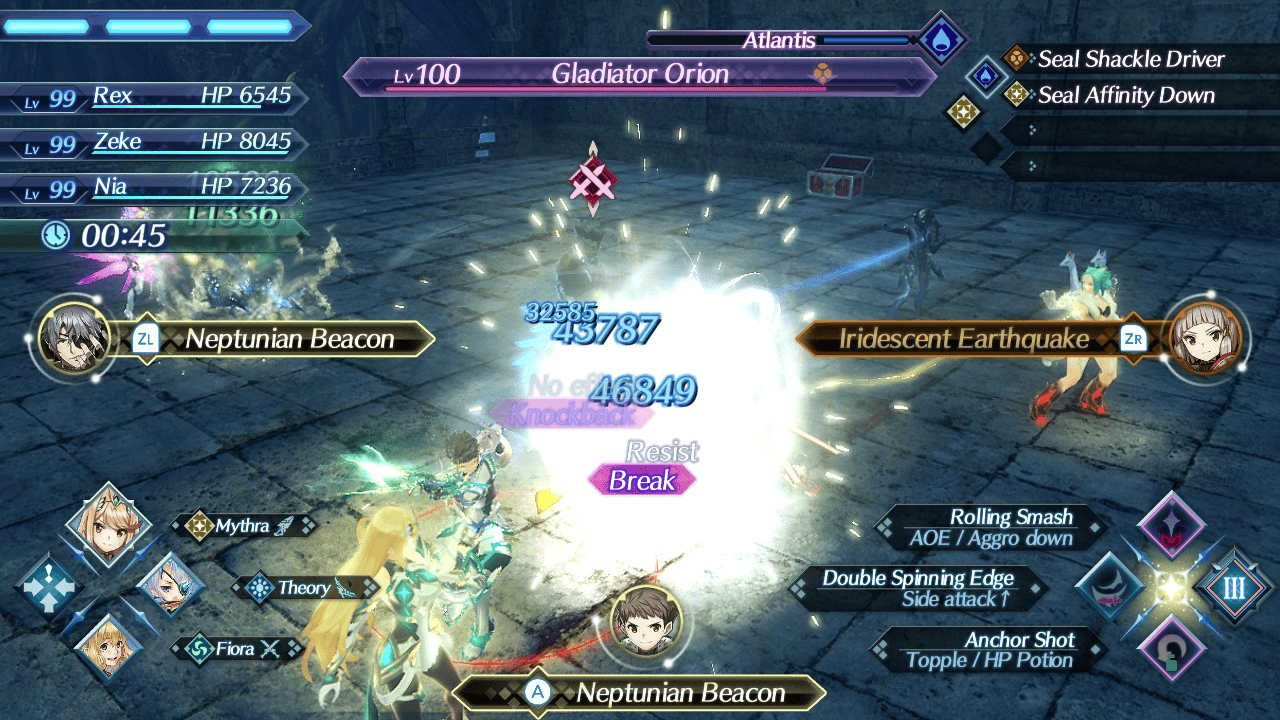 Atlantis
Lv 100 Gladiator Orion
Seal Shackle Driver
Seal Affinity Down
Lv 99 Rex HP 6545
Lv 99 Zeke HP 8045
Lv 99 Nia HP 7236
11336
00:45
ZL Neptunian Beacon
Iridescent Earthquake ZR
32585
43787
46849
Knockback
Resist
Break
Mythra
Theory
Fiora
Rolling Smash
AOE / Aggro down
Double Spinning Edge
Side attack↑
III
Anchor Shot
Topple / HP Potion
A Neptunian Beacon